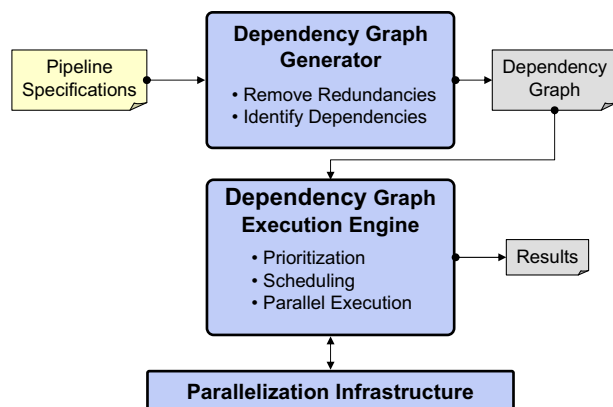 Pipeline
Specifications
Dependency Graph
Generator
• Remove Redundancies
• Identify Dependencies
Dependency
Graph
Dependency Graph
Execution Engine
• Prioritization
• Scheduling
• Parallel Execution
Results
Parallelization Infrastructure